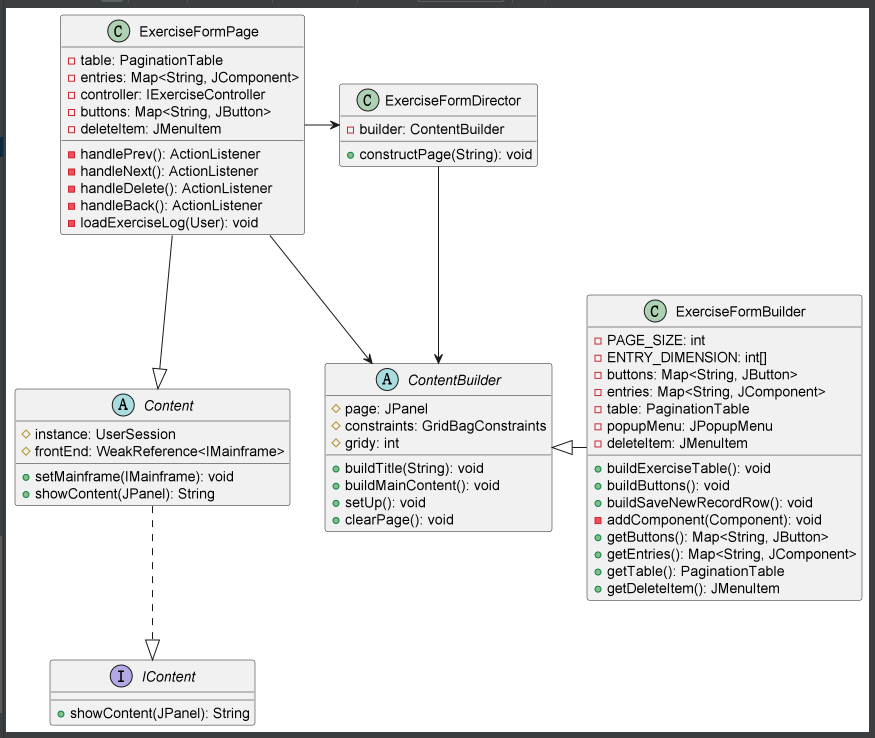 C ExerciseFormPage
table: PaginationTable
entries: Map<String, JComponent>
controller: IExerciseController
buttons: Map<String, JButton>
deleteItem: JMenuItem
handlePrev(): ActionListener
handleNext(): ActionListener
handleDelete(): ActionListener
handleBack(): ActionListener
loadExerciseLog(User): void
C ExerciseFormDirector
builder: ContentBuilder
constructPage(String): void
C ExerciseFormBuilder
PAGE_SIZE: int
ENTRY_DIMENSION: int[]
buttons: Map<String, JButton>
entries: Map<String, JComponent>
table: PaginationTable
popupMenu: JPopupMenu
deleteItem: JMenuItem
buildExerciseTable(): void
buildButtons(): void
buildSaveNewRecordRow(): void
addComponent(Component): void
getButtons(): Map<String, JButton>
getEntries(): Map<String, JComponent>
getTable(): PaginationTable
getDeleteItem(): JMenuItem
A ContentBuilder
page: JPanel
constraints: GridBagConstraints
gridy: int
buildTitle(String): void
buildMainContent(): void
setUp(): void
clearPage(): void
A Content
instance: UserSession
frontEnd: WeakReference<IMainframe>
setMainframe(IMainframe): void
showContent(JPanel): String
I IContent
showContent(JPanel): String